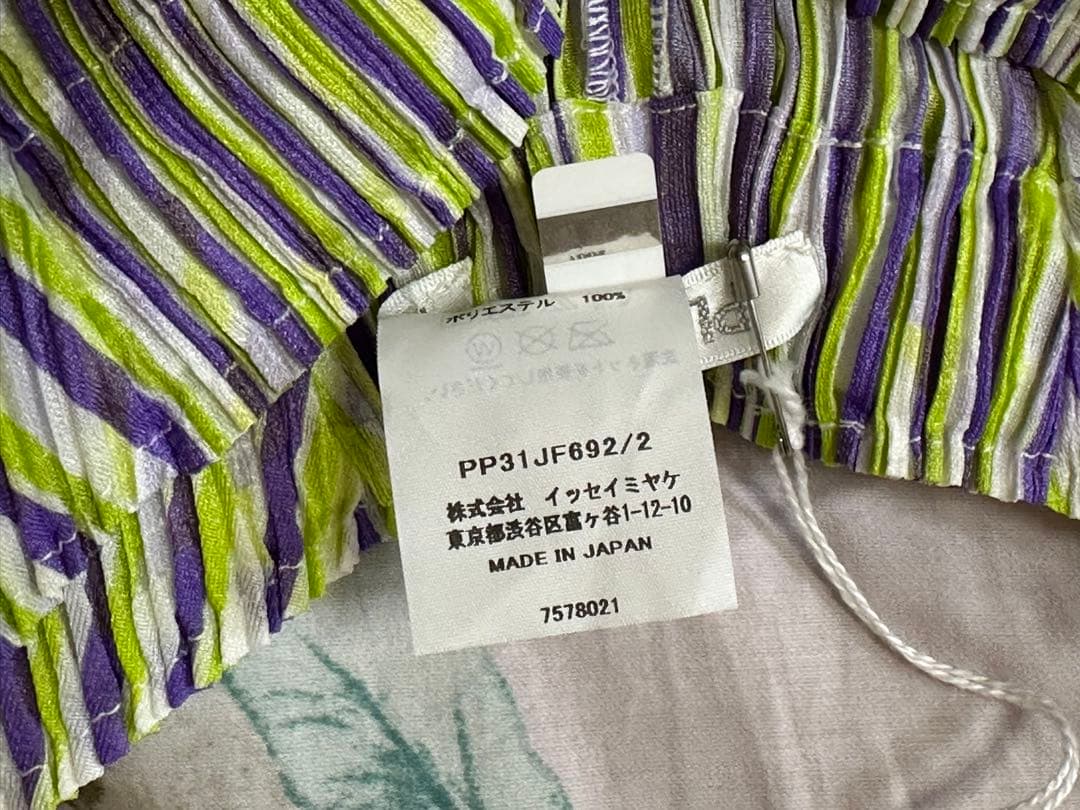 ポリエステル 100%
PP31JF692/2
株式会社 イッセイミヤケ
東京都渋谷区富ヶ谷1-12-10
MADE IN JAPAN
7578021